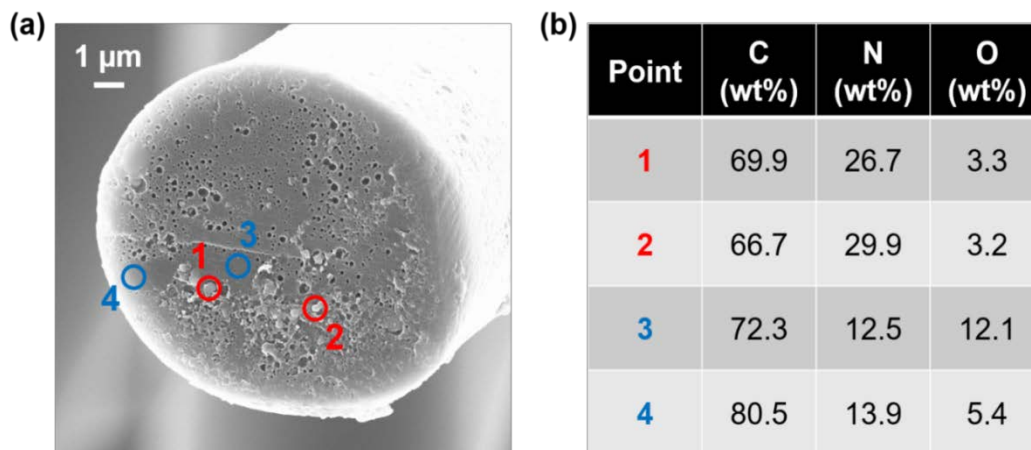 (a)
1 μm
1
2
3
4
(b)
Point C (wt%) N (wt%) O (wt%)
1 69.9 26.7 3.3
2 66.7 29.9 3.2
3 72.3 12.5 12.1
4 80.5 13.9 5.4